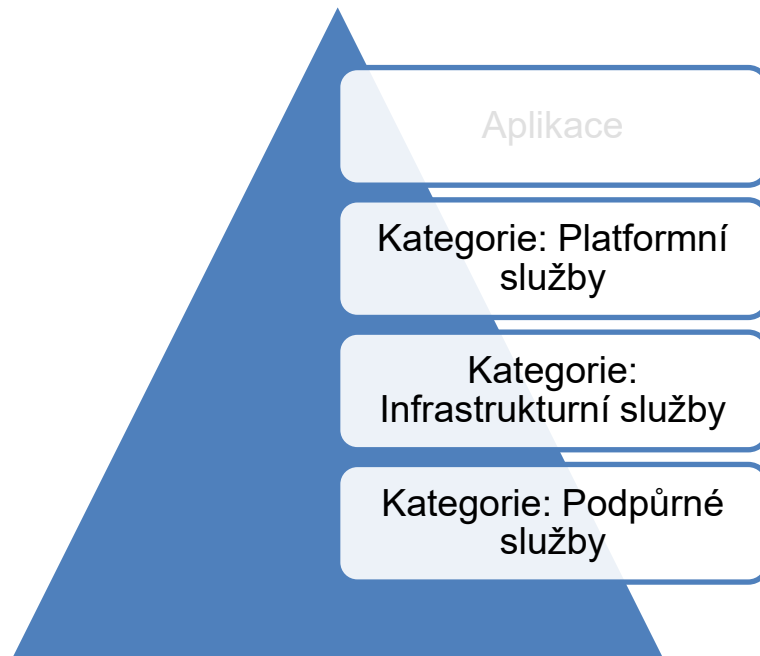 Aplikace
Kategorie: Platformní
služby
Kategorie:
Infrastrukturní služby
Kategorie: Podpůrné
služby